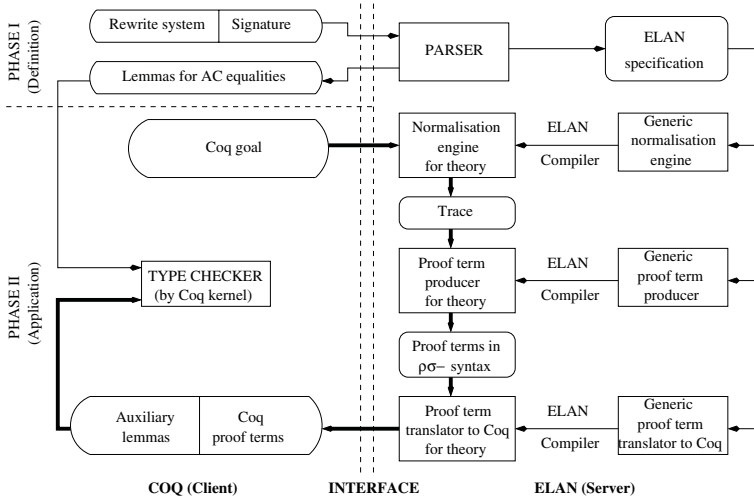 PHASE I
(Definition)
Rewrite system
Signature
Lemmas for AC equalities
PARSER
ELAN
specification
PHASE II
(Application)
Coq goal
Normalisation
engine
for theory
ELAN
Compiler
Generic
normalisation
engine
Trace
TYPE CHECKER
(by Coq kernel)
Proof term
producer
for theory
ELAN
Compiler
Generic
proof term
producer
Proof terms in
ρσ− syntax
Auxiliary
lemmas
Coq
proof terms
Proof term
translator to Coq
for theory
ELAN
Compiler
Generic
proof term
translator to Coq
COQ (Client)
INTERFACE
ELAN (Server)